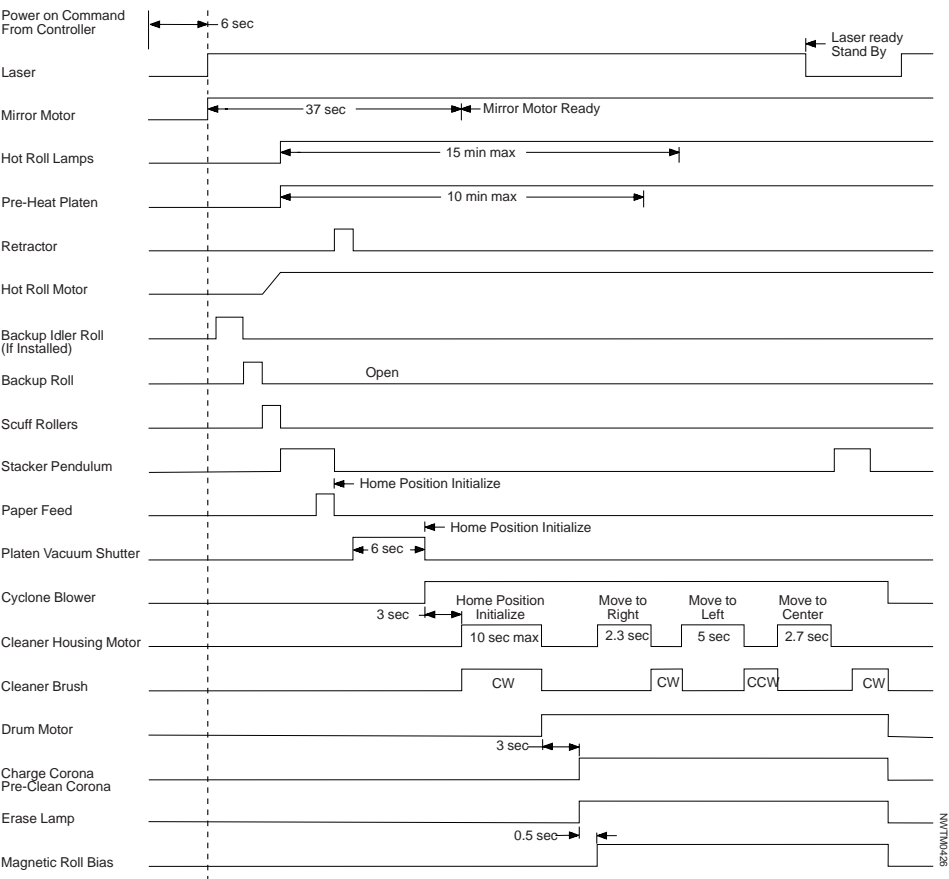 Power on Command
From Controller
6 sec
Laser ready
Stand By
Laser
Mirror Motor
37 sec
Mirror Motor Ready
Hot Roll Lamps
15 min max
Pre-Heat Platen
10 min max
Retractor
Hot Roll Motor
Backup Idler Roll
(If Installed)
Backup Roll
Open
Scuff Rollers
Stacker Pendulum
Home Position Initialize
Paper Feed
Home Position Initialize
Platen Vacuum Shutter
6 sec
Cyclone Blower
3 sec
Home Position
Initialize
Move to
Right
Move to
Left
Move to
Center
Cleaner Housing Motor
10 sec max
2.3 sec
5 sec
2.7 sec
Cleaner Brush
CW
CW
CCW
CW
Drum Motor
3 sec
Charge Corona
Pre-Clean Corona
Erase Lamp
0.5 sec
Magnetic Roll Bias
NWTM0426